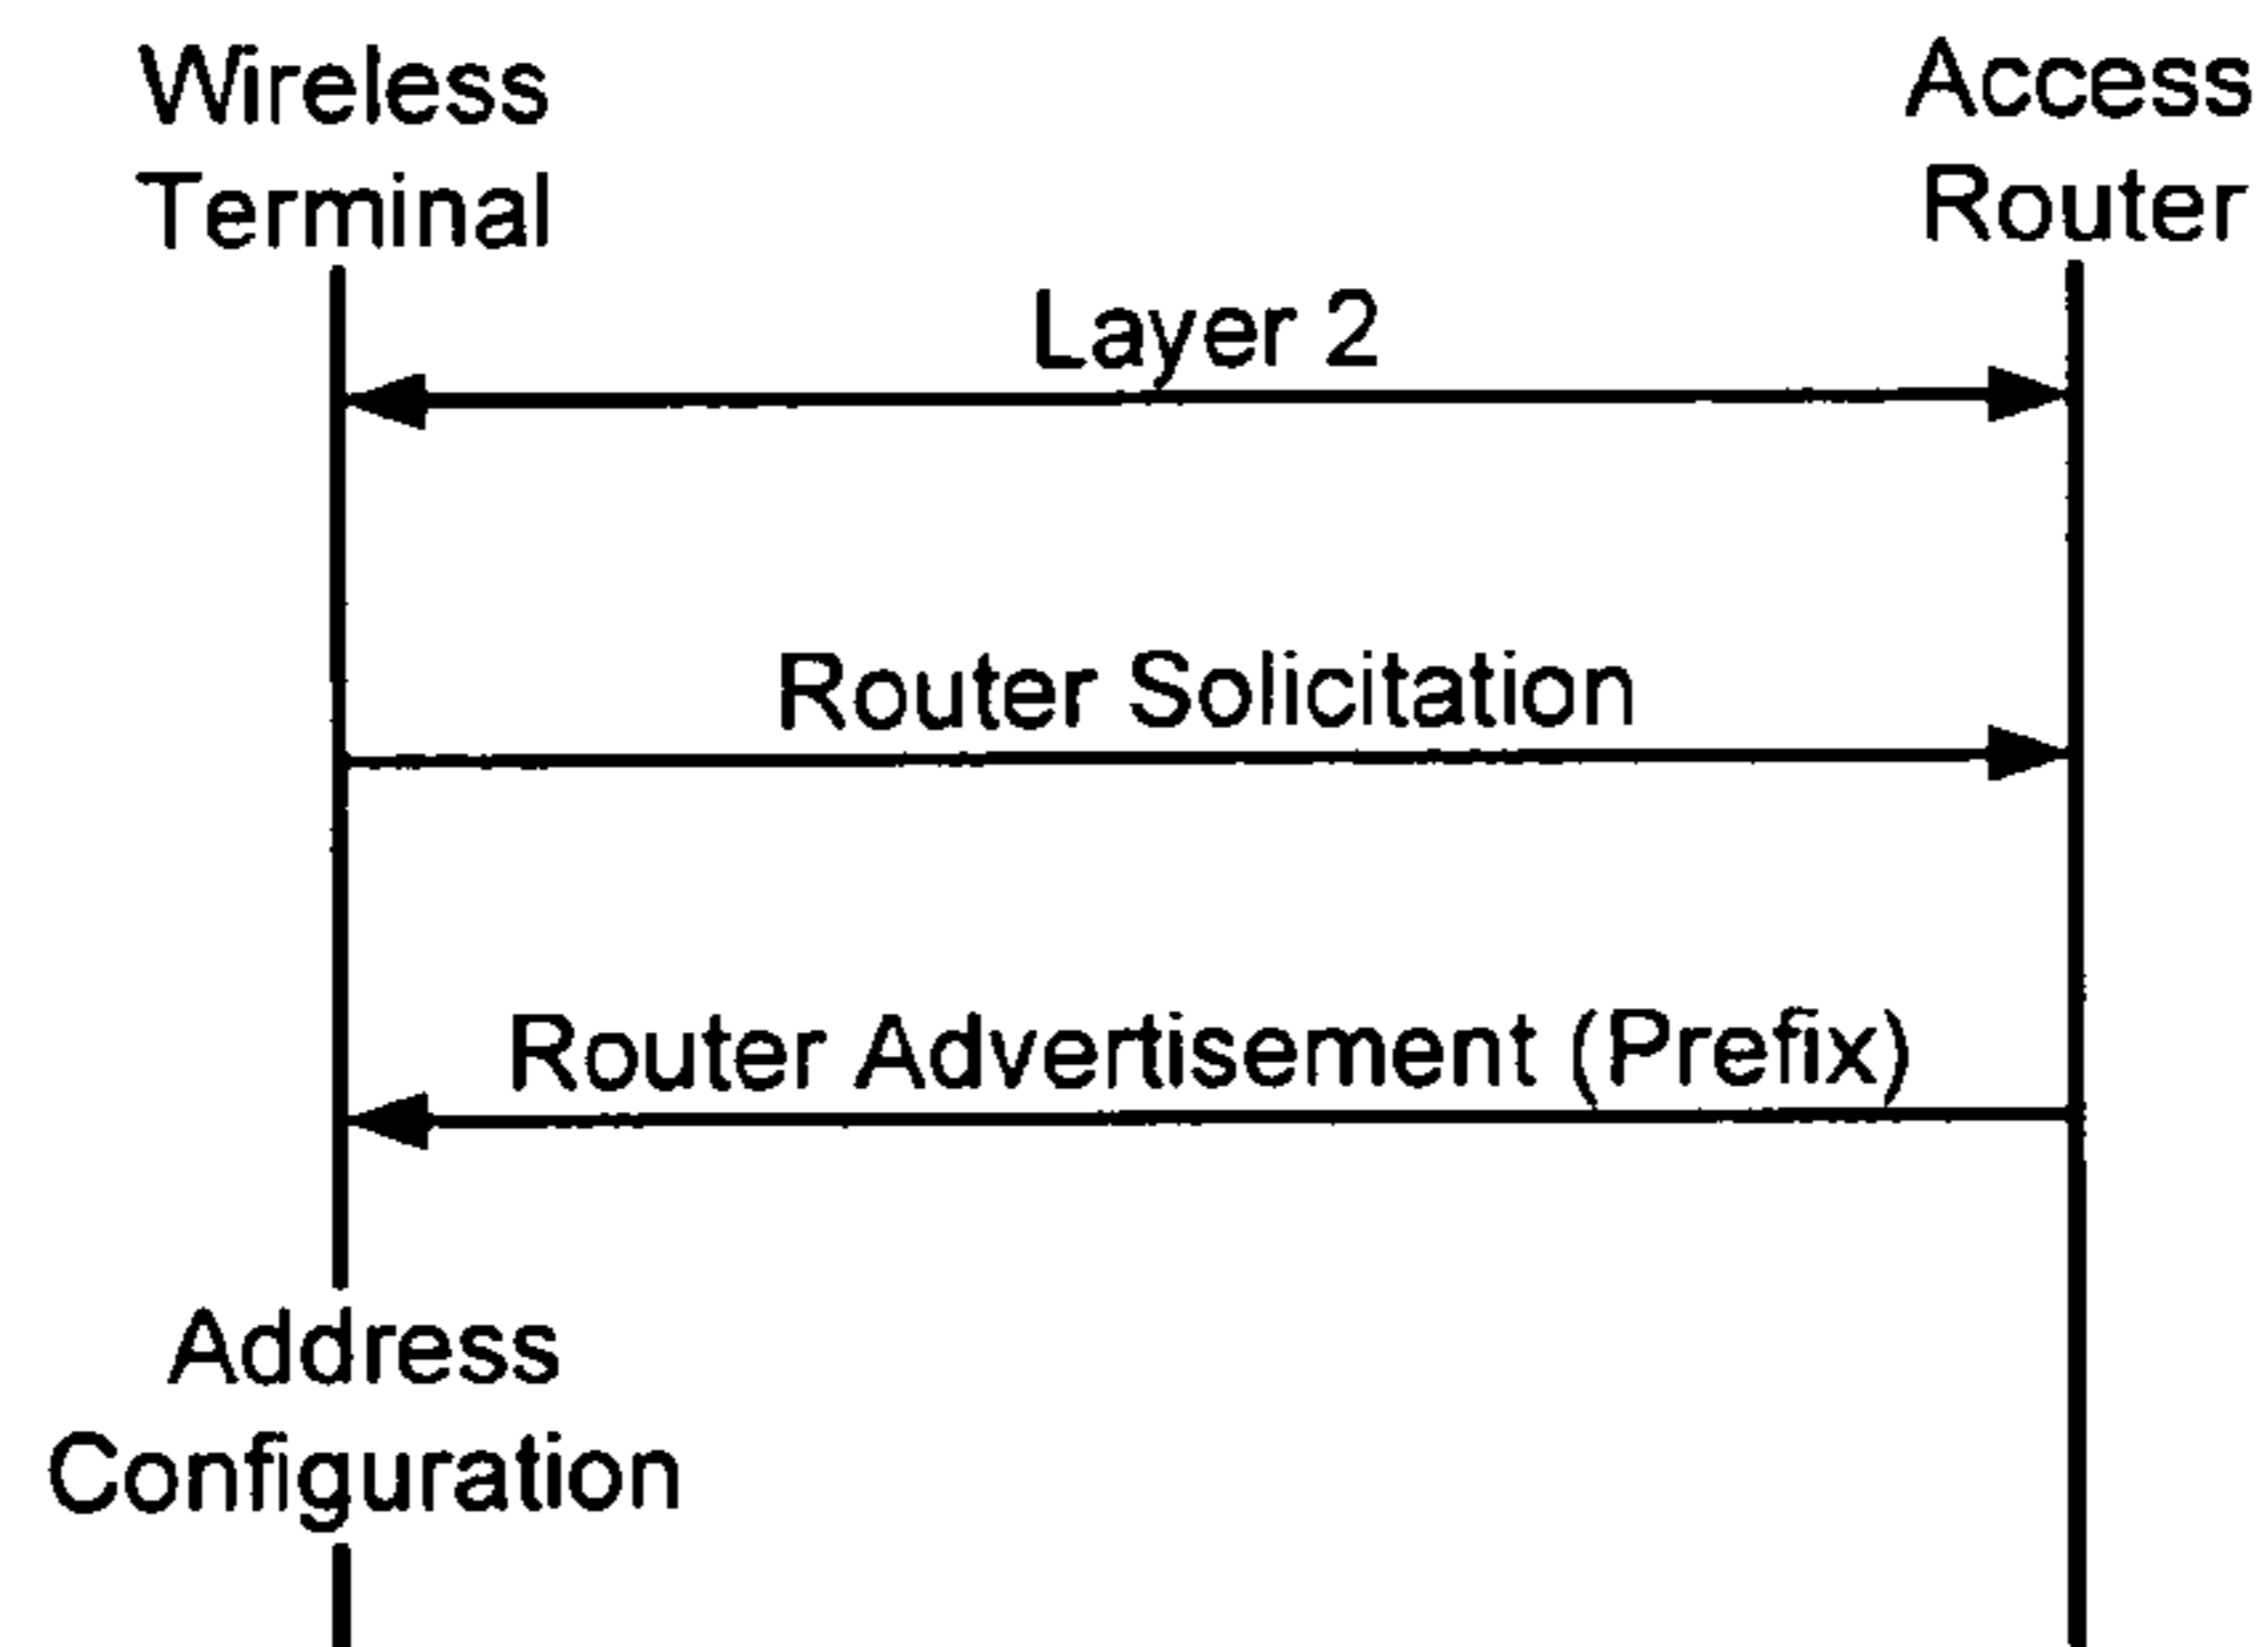 Wireless
Terminal
Access
Router
Layer 2
Router Solicitation
Router Advertisement (Prefix)
Address
Configuration